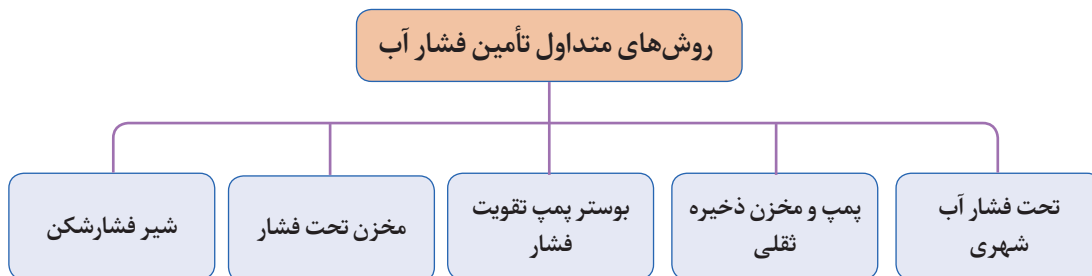 روش‌های متداول تأمین فشار آب
تحت فشار آب
شهری
پمپ و مخزن ذخیره
ثقلی
بوستر پمپ تقویت
فشار
مخزن تحت فشار
شیر فشارشکن